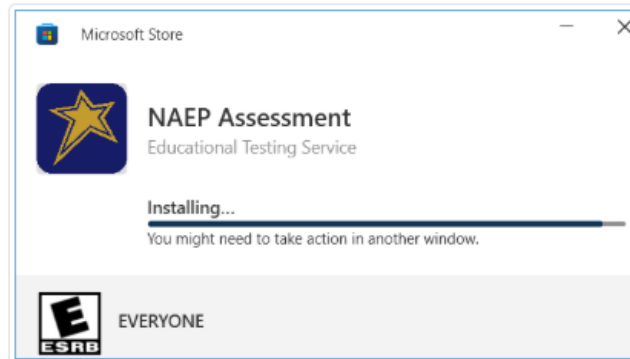 Microsoft Store
NAEP Assessment
Educational Testing Service
Installing...
You might need to take action in another window.
E
ESRB
EVERYONE